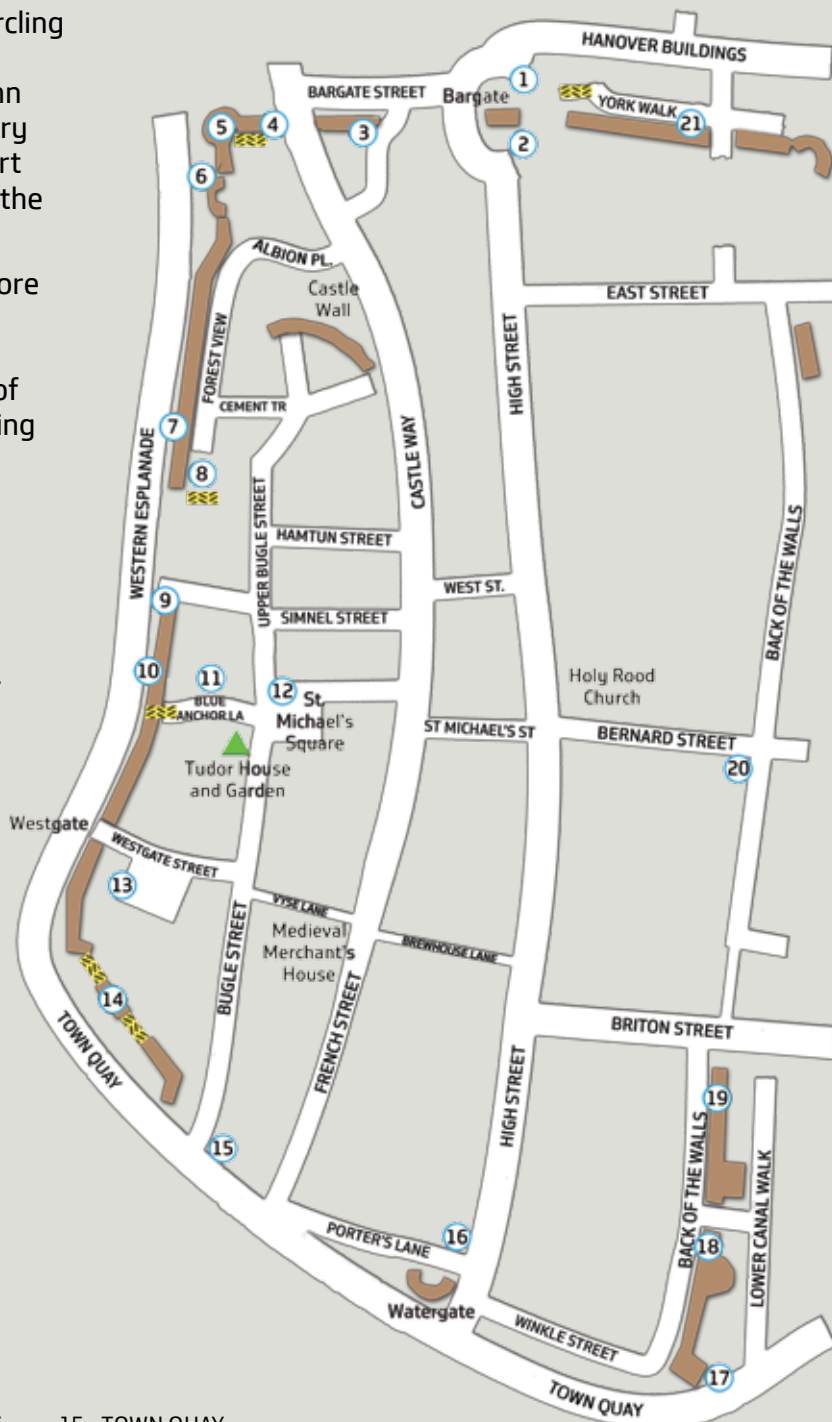 rcling
nn
ry
rt
the
ore
of
ing
HANOVER BUILDINGS
BARGATE STREET
Bargate
1
YORK WALK
21
5
4
3
2
6
ALBION PL.
Castle
Wall
EAST STREET
FOREST VIEW
HIGH STREET
CEMENT TR
7
CASTLE WAY
8
WESTERN ESPLANADE
UPPER BUGLE STREET
HAMTUN STREET
BACK OF THE WALLS
WEST ST.
9
SIMNEL STREET
10
11
12
BLUE
ANCHOR LA
St.
Michael's
Square
Holy Rood
Church
ST MICHAEL'S ST
BERNARD STREET
20
Tudor House
and Garden
Westgate
WESTGATE STREET
13
VYSE LANE
Medieval
Merchant's
House
BREWHOUSE LANE
BUGLE STREET
14
FRENCH STREET
TOWN QUAY
BRITON STREET
HIGH STREET
19
BACK OF THE WALLS
LOWER CANAL WALK
15
PORTER'S LANE
16
18
Watergate
WINKLE STREET
17
TOWN QUAY
15 TOWN QUAY